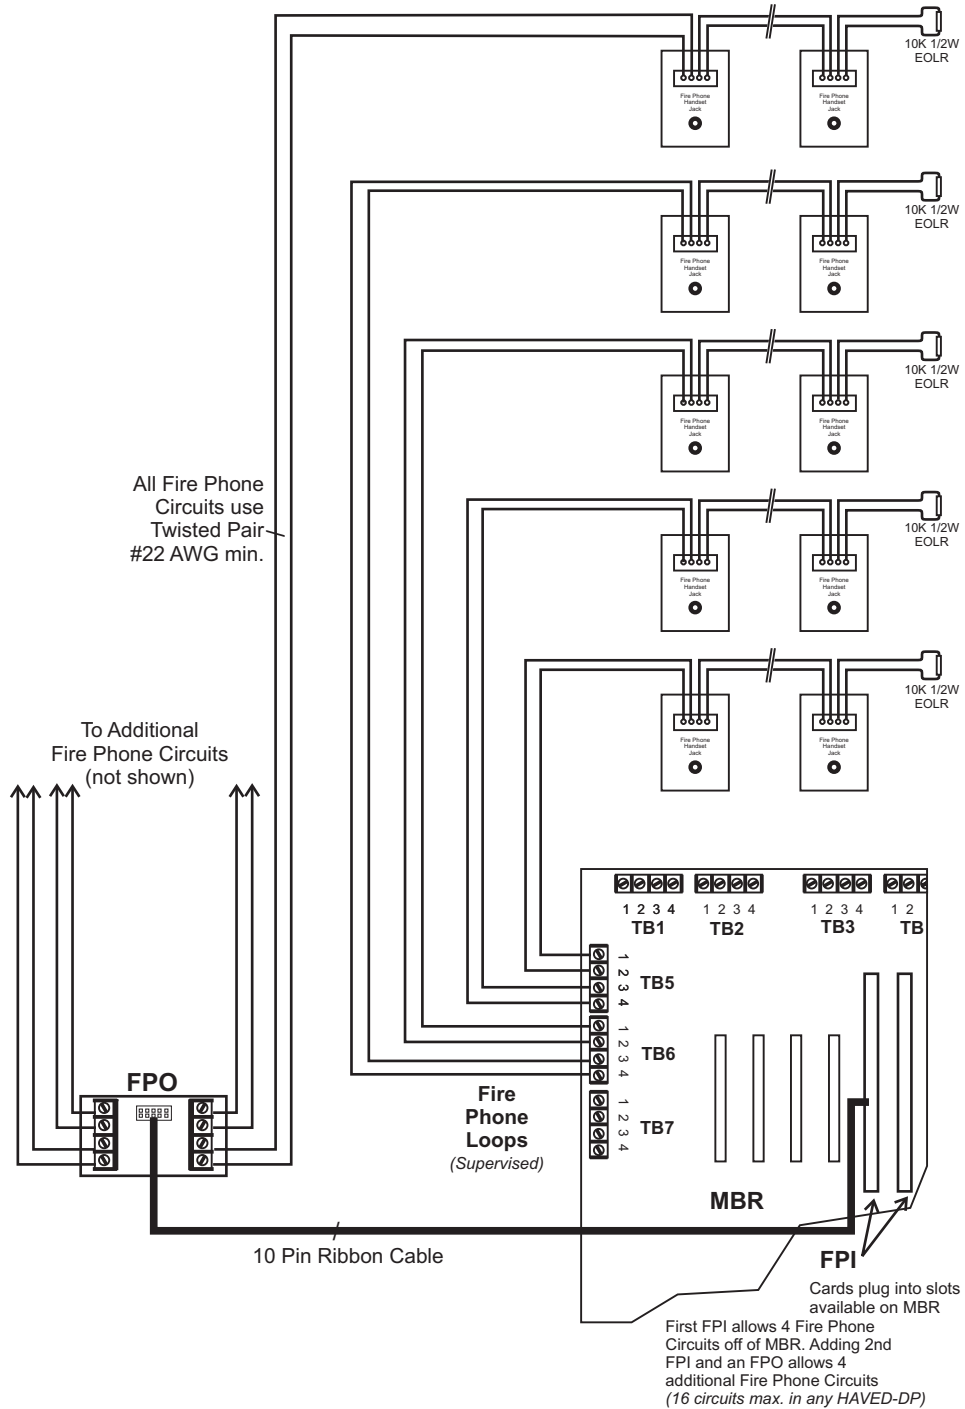 10K 1/2W
EOLR
Fire Phone
Handset
Jack
Fire Phone
Handset
Jack
10K 1/2W
EOLR
Fire Phone
Handset
Jack
Fire Phone
Handset
Jack
10K 1/2W
EOLR
Fire Phone
Handset
Jack
Fire Phone
Handset
Jack
All Fire Phone
Circuits use
Twisted Pair
#22 AWG min.
10K 1/2W
EOLR
Fire Phone
Handset
Jack
Fire Phone
Handset
Jack
10K 1/2W
EOLR
Fire Phone
Handset
Jack
Fire Phone
Handset
Jack
To Additional
Fire Phone Circuits
(not shown)
1 2 3 4
TB1
1 2 3 4
TB2
1 2 3 4
TB3
1 2
TB
1
2
3
4
TB5
1
2
3
4
TB6
1
2
3
4
TB7
FPO
Fire
Phone
Loops
(Supervised)
MBR
10 Pin Ribbon Cable
FPI
Cards plug into slots
available on MBR
First FPI allows 4 Fire Phone
Circuits off of MBR. Adding 2nd
FPI and an FPO allows 4
additional Fire Phone Circuits
(16 circuits max. in any HAVED-DP)